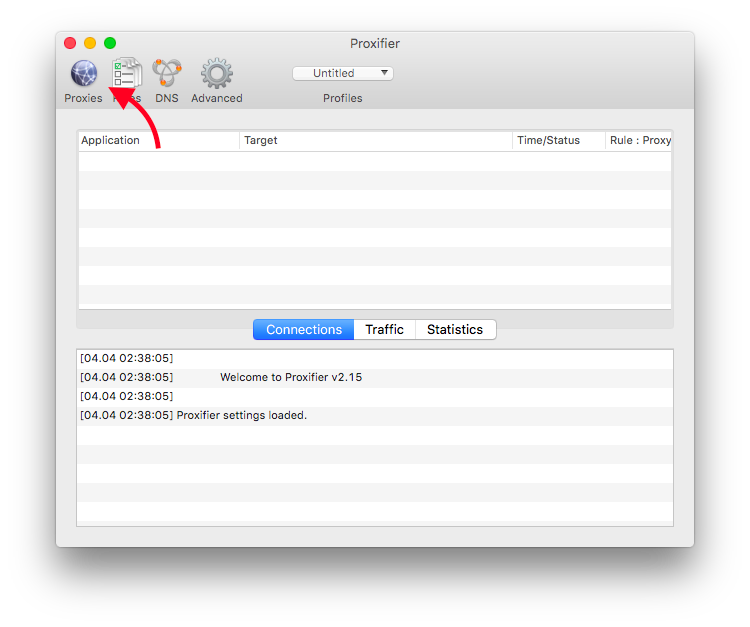 Proxifier
Untitled
Proxies DNS Advanced Profiles
Application Target Time/Status Rule : Proxy
Connections Traffic Statistics
[04.04 02:38:05]
[04.04 02:38:05] Welcome to Proxifier v2.15
[04.04 02:38:05]
[04.04 02:38:05] Proxifier settings loaded.